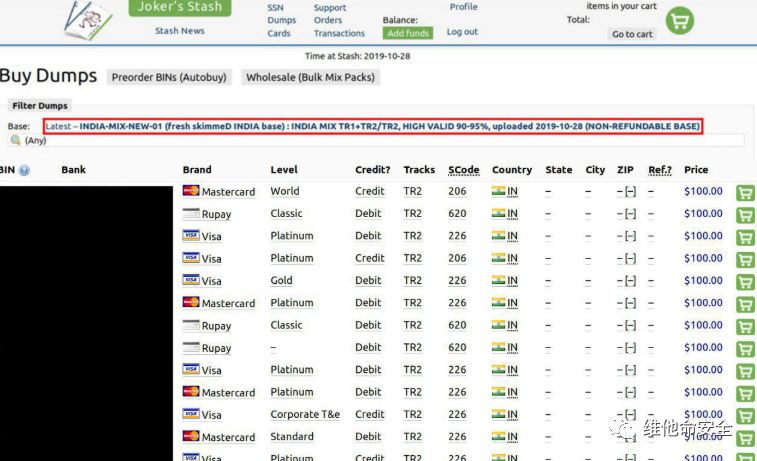 Joker's Stash
Stash News
SSN
Dumps
Cards
Support
Orders
Transactions
Balance:
Add funds
Profile
Log out
items in your cart
Total:
Go to cart
Time at Stash: 2019-10-28
Buy Dumps Preorder BINs (Autobuy) Wholesale (Bulk Mix Packs)
Filter Dumps
Base: Latest – INDIA-MIX-NEW-01 (fresh skimmeD INDIA base) : INDIA MIX TR1+TR2/TR2, HIGH VALID 90-95%, uploaded 2019-10-28 (NON-REFUNDABLE BASE)
(Any)
BIN Bank Brand Level Credit? Tracks SCode Country State City ZIP Ref.? Price
Mastercard World Credit TR2 206 IN – – – [–] – $100.00
Rupay Classic Debit TR2 620 IN – – – [–] – $100.00
VISA Visa Platinum Debit TR2 226 IN – – – [–] – $100.00
VISA Visa Platinum Credit TR2 206 IN – – – [–] – $100.00
VISA Visa Gold Debit TR2 226 IN – – – [–] – $100.00
Mastercard Platinum Debit TR2 226 IN – – – [–] – $100.00
Rupay Classic Debit TR2 620 IN – – – [–] – $100.00
Rupay – Debit TR2 620 IN – – – [–] – $100.00
VISA Visa Platinum Debit TR2 226 IN – – – [–] – $100.00
Mastercard Platinum Debit TR2 226 IN – – – [–] – $100.00
VISA Visa Corporate T&e Credit TR2 226 IN – – – [–] – $100.00
Mastercard Standard Debit TR2 226 IN – – – [–] – $100.00
VISA Visa Platinum Credit TR2 226 IN – – – [–] – $100.00
维他命安全